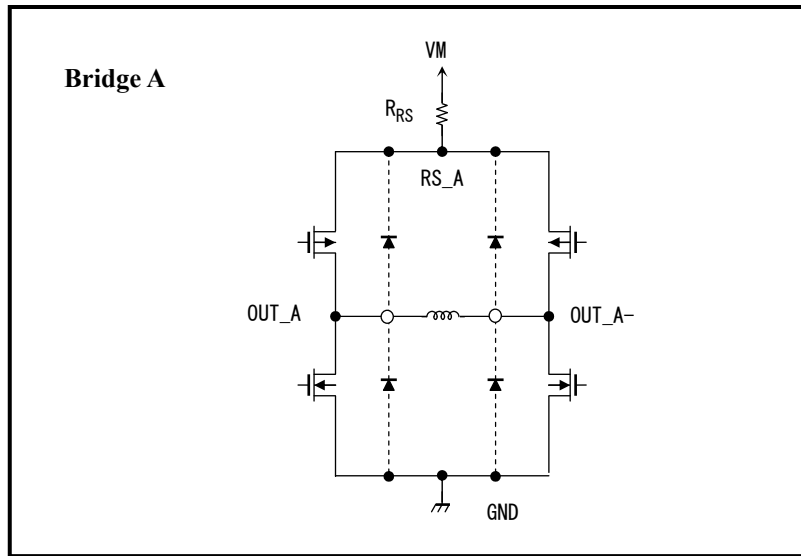 VM
Bridge A
R_RS
RS_A
OUT_A
OUT_A-
GND